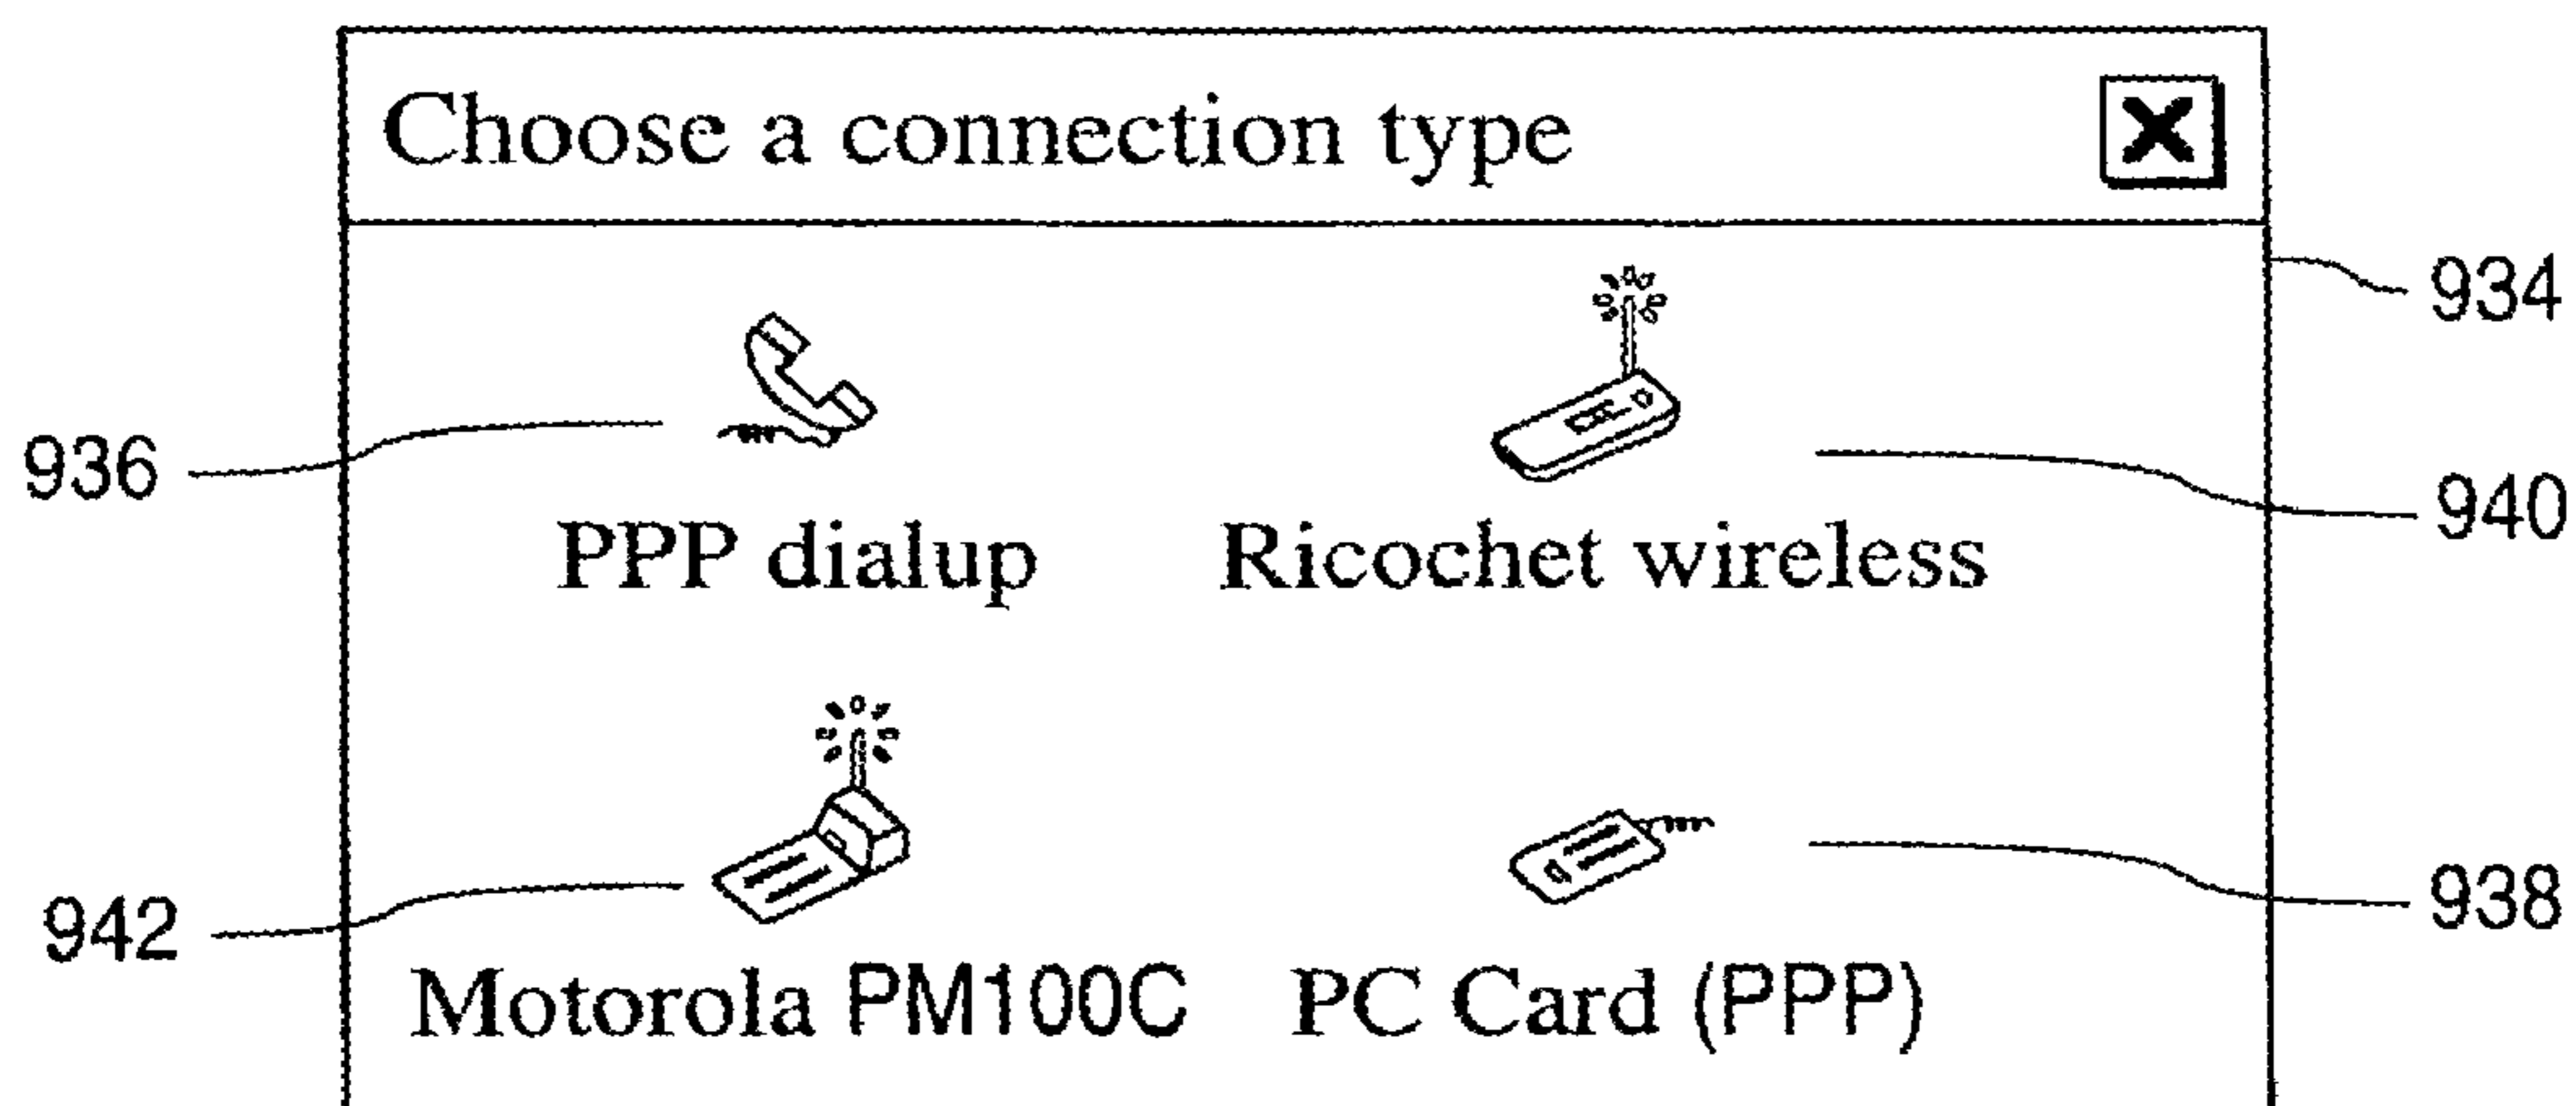 Choose a connection type
934
936
940
PPP dialup Ricochet wireless
942
938
Motorola PM100C PC Card (PPP)